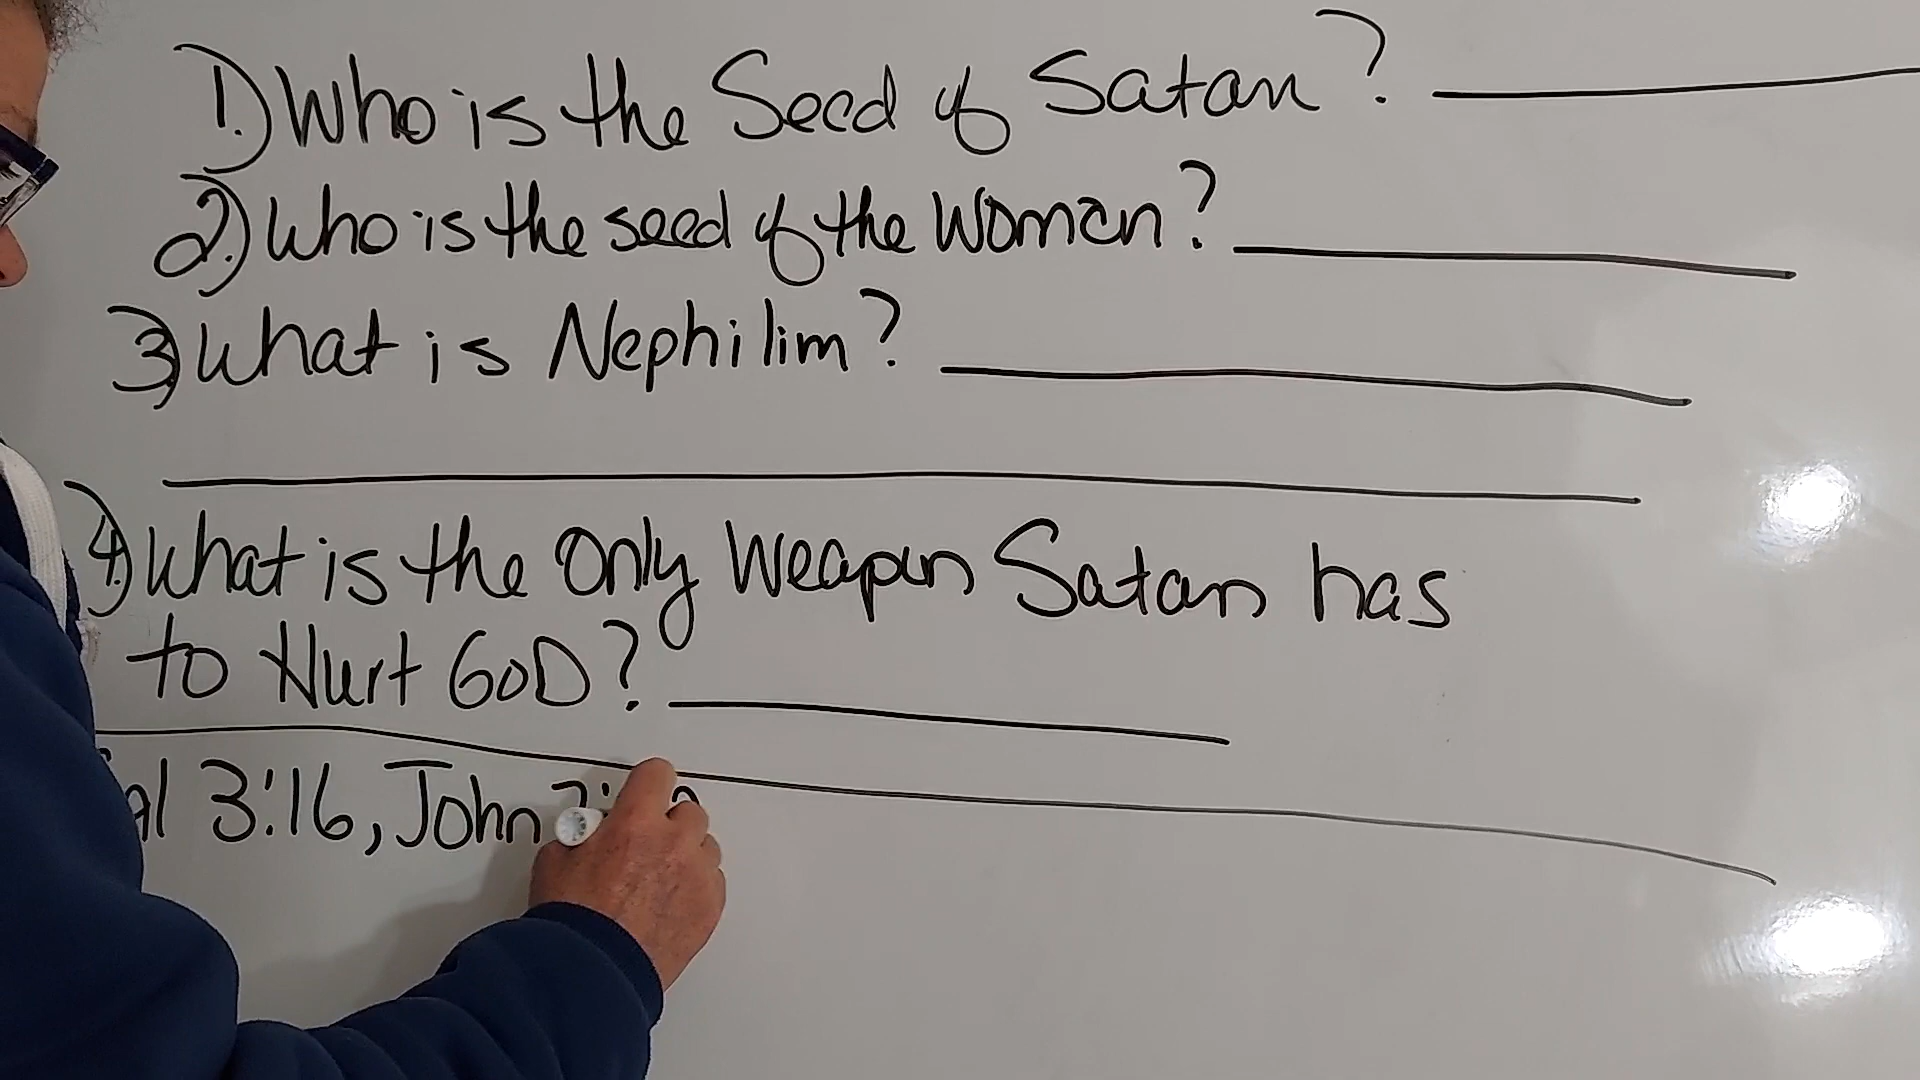 1.) Who is the Seed of Satan?
2.) Who is the seed of the Woman?
3.) What is Nephilim?
4.) What is the Only Weapon Satan has
to Hurt GOD?
3:16, John